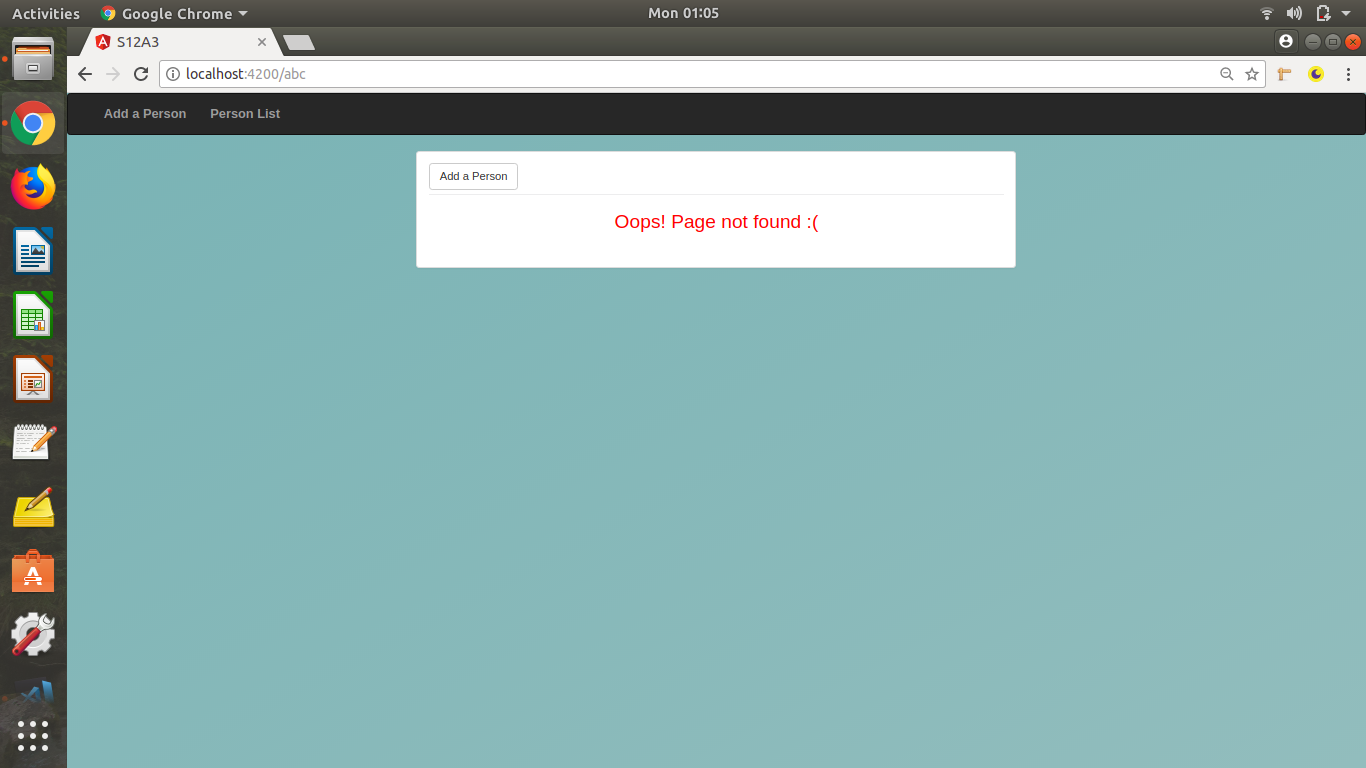 Activities Google Chrome Mon 01:05
S12A3
localhost:4200/abc
Add a Person Person List
Add a Person
Oops! Page not found :(